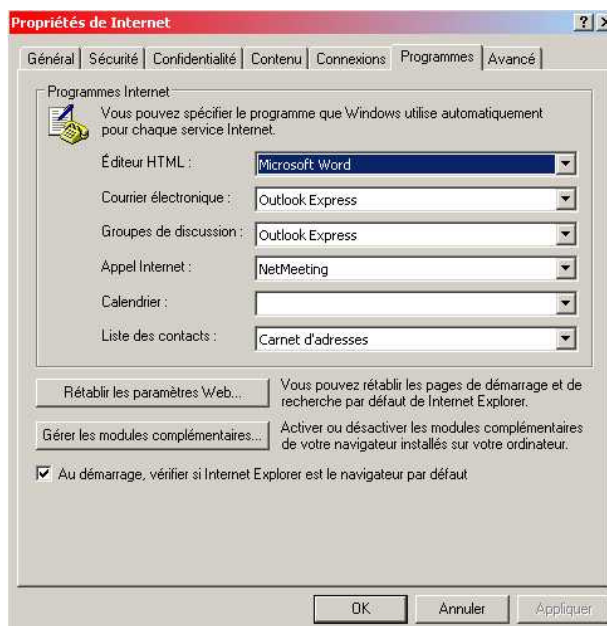 Propriétés de Internet
Général Sécurité Confidentialité Contenu Connexions Programmes Avancé
Programmes Internet
Vous pouvez spécifier le programme que Windows utilise automatiquement
pour chaque service Internet.
Éditeur HTML : Microsoft Word
Courrier électronique : Outlook Express
Groupes de discussion : Outlook Express
Appel Internet : NetMeeting
Calendrier :
Liste des contacts : Carnet d'adresses
Rétablir les paramètres Web... Vous pouvez rétablir les pages de démarrage et de
recherche par défaut de Internet Explorer.
Gérer les modules complémentaires... Activer ou désactiver les modules complémentaires
de votre navigateur installés sur votre ordinateur.
Au démarrage, vérifier si Internet Explorer est le navigateur par défaut
OK Annuler Appliquer